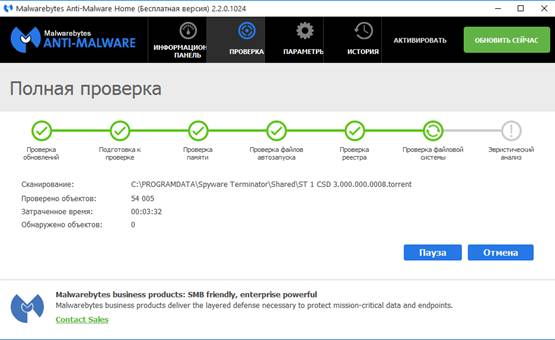 Malwarebytes Anti-Malware Home (Бесплатная версия) 2.2.0.1024
Malwarebytes
ANTI-MALWARE
ИНФОРМАЦИОН
ПАНЕЛЬ
ПРОВЕРКА
ПАРАМЕТРЫ
ИСТОРИЯ
АКТИВИРОВАТЬ
ОБНОВИТЬ СЕЙЧАС
Полная проверка
Проверка обновлений
Подготовка к проверке
Проверка памяти
Проверка файлов автозапуска
Проверка реестра
Проверка файловой системы
Эвристический анализ
Сканирование: C:\PROGRAMDATA\Spyware Terminator\Shared\ST 1 CSD 3.000.000.0008.torrent
Проверено объектов: 54 005
Затраченное время: 00:03:32
Обнаружено объектов: 0
Пауза
Отмена
Malwarebytes business products: SMB friendly, enterprise powerful
Malwarebytes business products deliver the layered defense necessary to protect mission-critical data and endpoints.
Contact Sales